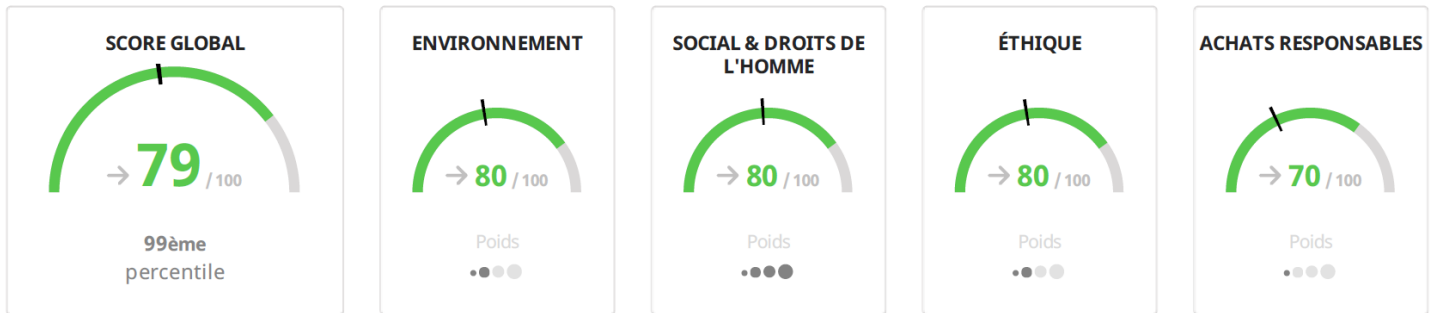 SCORE GLOBAL
79 / 100
99ème
percentile
ENVIRONNEMENT
80 / 100
Poids
SOCIAL & DROITS DE
L'HOMME
80 / 100
Poids
ÉTHIQUE
80 / 100
Poids
ACHATS RESPONSABLES
70 / 100
Poids